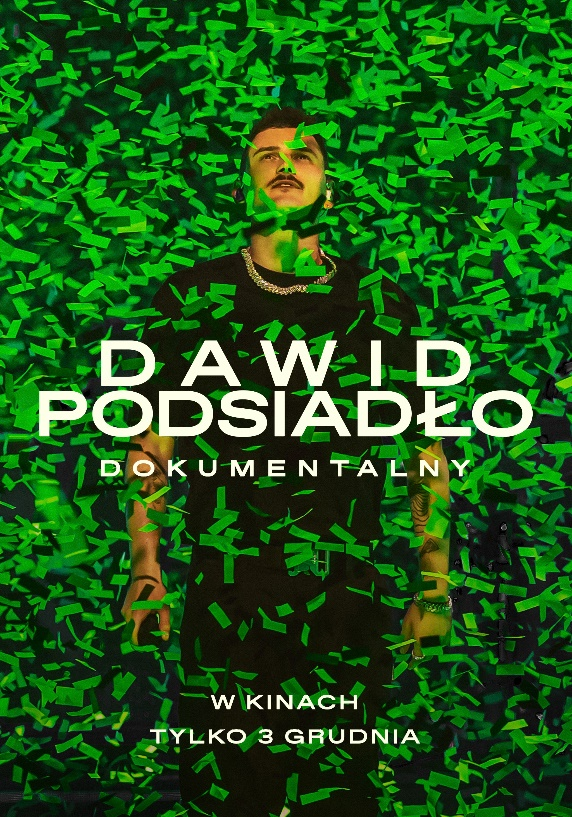 DAWID
PODSIADŁO
DOKUMENTALNY
W KINACH
TYLKO 3 GRUDNIA